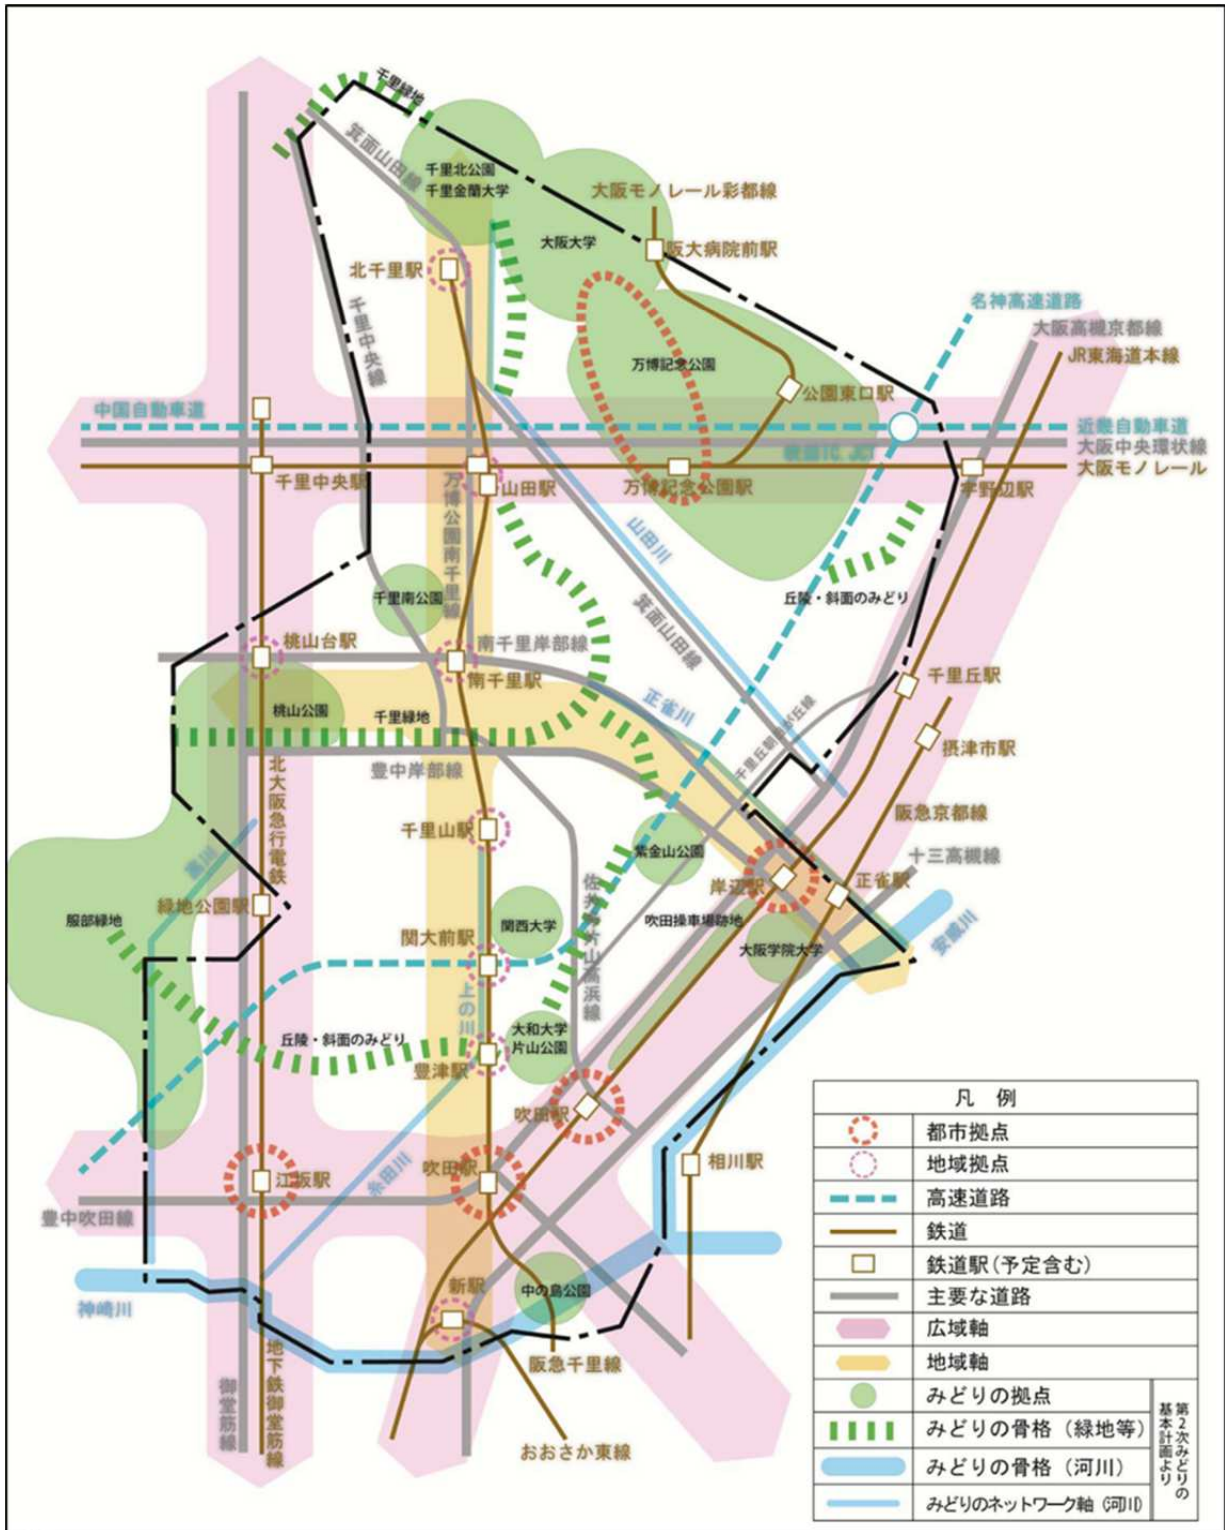 千里緑地
箕面山田線
千里北公園
千里金蘭大学
大阪モノレール彩都線
大阪大学
阪大病院前駅
北千里駅
名神高速道路
大阪高槻京都線
JR東海道本線
千里中央線
万博記念公園
公園東口駅
中国自動車道
近畿自動車道
大阪中央環状線
大阪モノレール
千里中央駅
山田駅
万博記念公園駅
宇野辺駅
万博公園南千里線
山田川
千里南公園
丘陵・斜面のみどり
箕面山田線
桃山台駅
南千里岸部線
南千里駅
千里丘駅
正雀川
桃山公園
千里緑地
摂津市駅
豊中岸部線
北大阪急行電鉄
阪急京都線
千里山駅
十三高槻線
高川
紫金山公園
岸辺駅
正雀駅
緑地公園駅
服部緑地
関西大学
関大前駅
吹田操車場跡地
大阪学院大学
安威川
上の川
丘陵・斜面のみどり
大和大学
片山公園
豊津駅
吹田駅
江坂駅
吹田駅
糸田川
相川駅
豊中吹田線
新駅
中の島公園
神崎川
阪急千里線
地下鉄御堂筋線
御堂筋線
おおさか東線
凡 例
都市拠点
地域拠点
高速道路
鉄道
鉄道駅(予定含む)
主要な道路
広域軸
地域軸
みどりの拠点
みどりの骨格(緑地等)
みどりの骨格(河川)
みどりのネットワーク軸(河川)
第2次みどりの
基本計画より